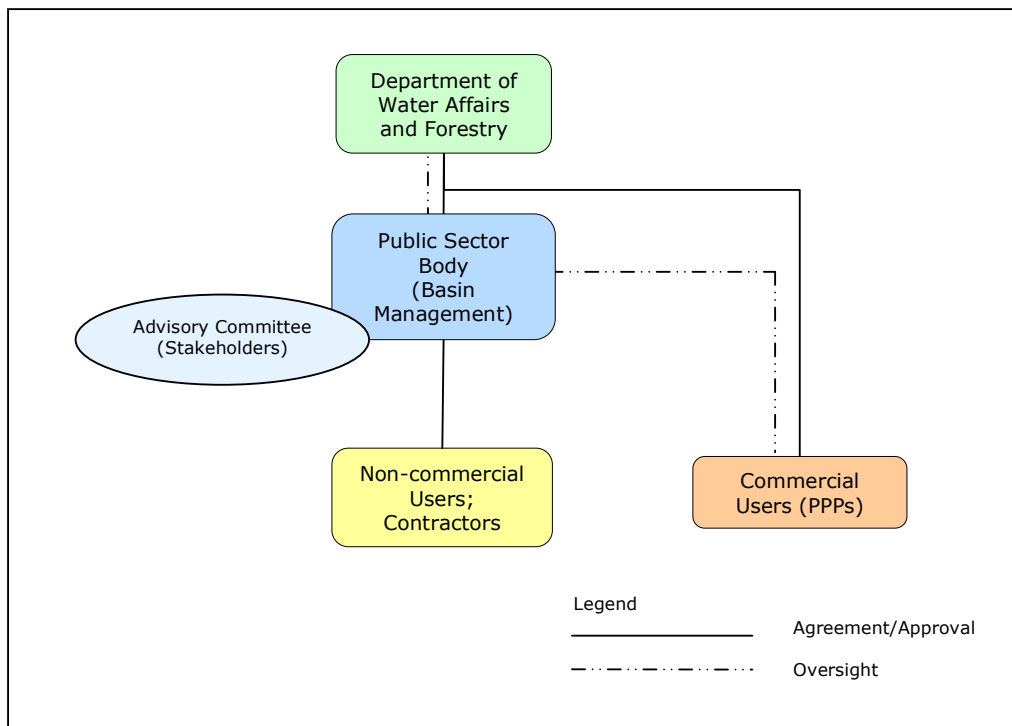 Department of
Water Affairs
and Forestry
Public Sector
Body
(Basin
Management)
Advisory Committee
(Stakeholders)
Non-commercial
Users;
Contractors
Commercial
Users (PPPs)
Legend
Agreement/Approval
Oversight